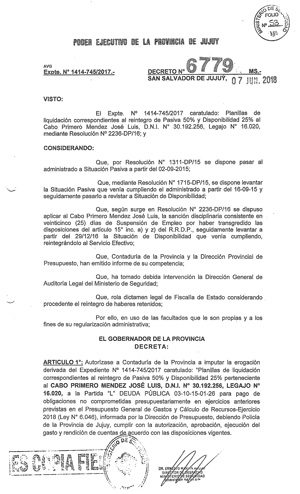 MINISTERIO DE SEGURIDAD
FOLIO
PODER EJECUTIVO DE LA PROVINCIA DE JUJUY
AVG
Expte. N° 1414-745/2017.-
DECRETO N° 6779 MS.-
SAN SALVADOR DE JUJUY, 07 JUN. 2018
VISTO:
El Expte. N° 1414-745/2017 caratulado: Planillas de
liquidación correspondientes al reintegro de Pasiva 50% y Disponibilidad 25% al
Cabo Primero Mendez José Luis, D.N.I. N° 30.192.256, Legajo N° 16.020,
mediante Resolución N° 2236-DP/16; y
CONSIDERANDO:
Que, por Resolución N° 1311-DP/15 se dispone pasar al
administrado a Situación Pasiva a partir del 02-09-2015;
Que, mediante Resolución N° 1715-DP/15, se dispone levantar
la Situación Pasiva que venía cumpliendo el administrado a partir del 16-09-15 y
seguidamente pasarlo a revistar a Situación de Disponibilidad;
Que, según surge en Resolución N° 2236-DP/16 se dispuso
aplicar al Cabo Primero Mendez José Luis, la sanción disciplinaria consistente en
veinticinco (25) días de Suspensión de Empleo por haber transgredido las
disposiciones del artículo 15° inc. a) y z) del R.R.D.P., seguidamente levantar a
partir del 29/12/16 la Situación de Disponibilidad que venía cumpliendo,
reintegrándolo al Servicio Efectivo;
Que, Contaduría de la Provincia y la Dirección Provincial de
Presupuesto, han emitido informe de su competencia;
Que, ha tomado debida intervención la Dirección General de
Auditoría Legal del Ministerio de Seguridad;
Que, rola dictamen legal de Fiscalía de Estado considerando
procedente el reintegro de haberes retenidos;
Por ello, en uso de las facultades que le son propias y a los
fines de su regularización administrativa;
EL GOBERNADOR DE LA PROVINCIA
DECRETA:
ARTICULO 1°: Autorízase a Contaduría de la Provincia a imputar la erogación
derivada del Expediente N° 1414-745/2017 caratulado: "Planillas de liquidación
correspondientes al reintegro de Pasiva 50% y Disponibilidad 25% perteneciente
al CABO PRIMERO MENDEZ JOSÉ LUIS, D.N.I. N° 30.192.256, LEGAJO N°
16.020, a la Partida "L" DEUDA PÚBLICA 03-10-15-01-26 para pago de
obligaciones no comprometidas presupuestariamente en ejercicios anteriores
previstas en el Presupuesto General de Gastos y Cálculo de Recursos-Ejercicio
2018 (Ley N° 6.046), informada por la Dirección de Presupuesto, debiendo Policía
de la Provincia de Jujuy, cumplir con la autorización, aprobación, ejecución del
gasto y rendición de cuentas de acuerdo con las disposiciones vigentes.
ES COPIA FIEL